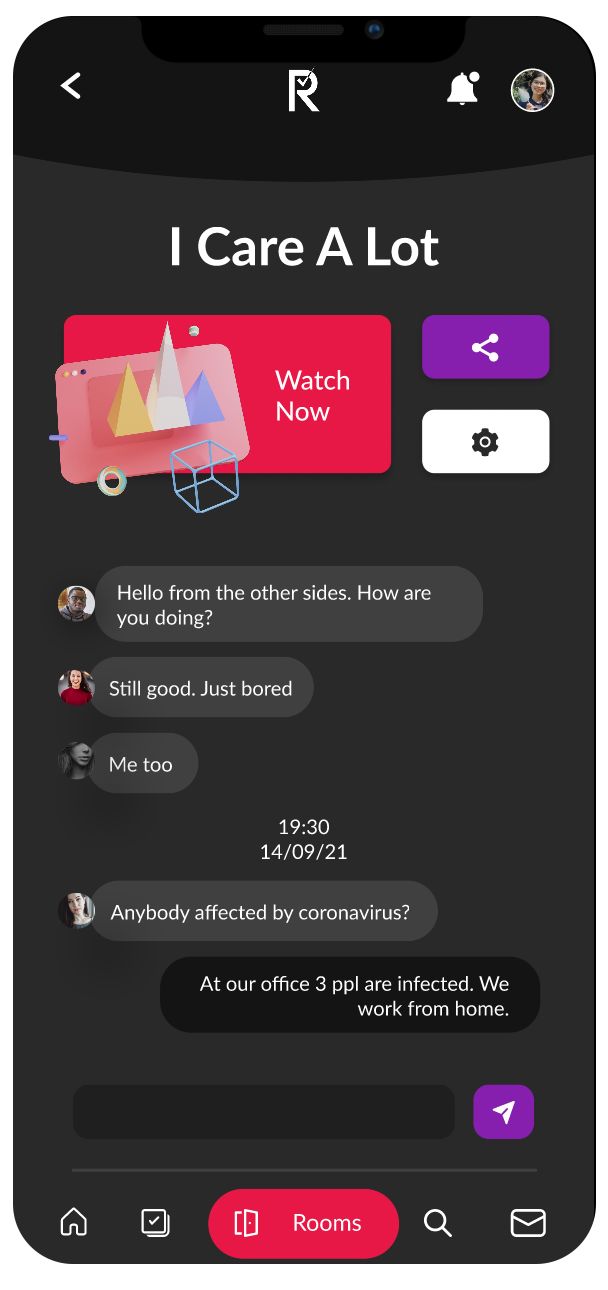 R
I Care A Lot
Watch
Now
Hello from the other sides. How are
you doing?
Still good. Just bored
Me too
19:30
14/09/21
Anybody affected by coronavirus?
At our office 3 ppl are infected. We
work from home.
Rooms